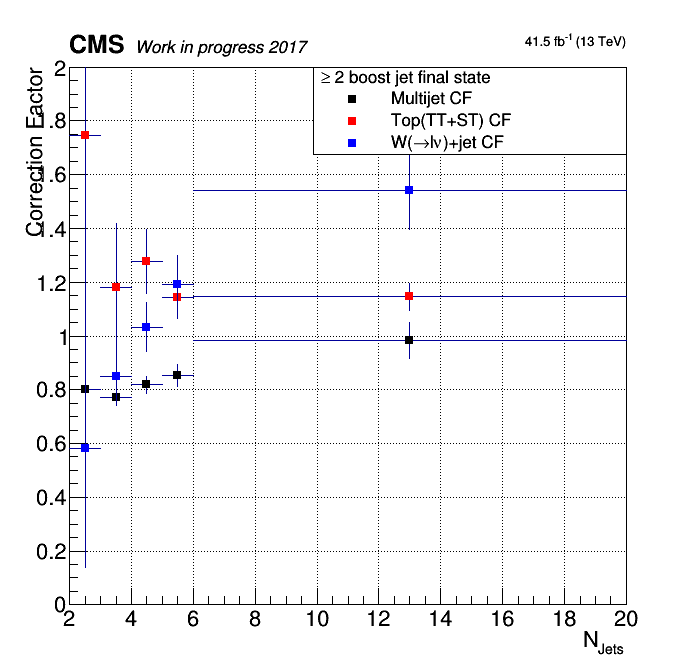 CMS Work in progress 2017
41.5 fb⁻¹ (13 TeV)
≥ 2 boost jet final state
Multijet CF
Top(TT+ST) CF
W(→lν)+jet CF
Correction Factor
2
1.8
1.6
1.4
1.2
1
0.8
0.6
0.4
0.2
0
2 4 6 8 10 12 14 16 18 20
N_Jets